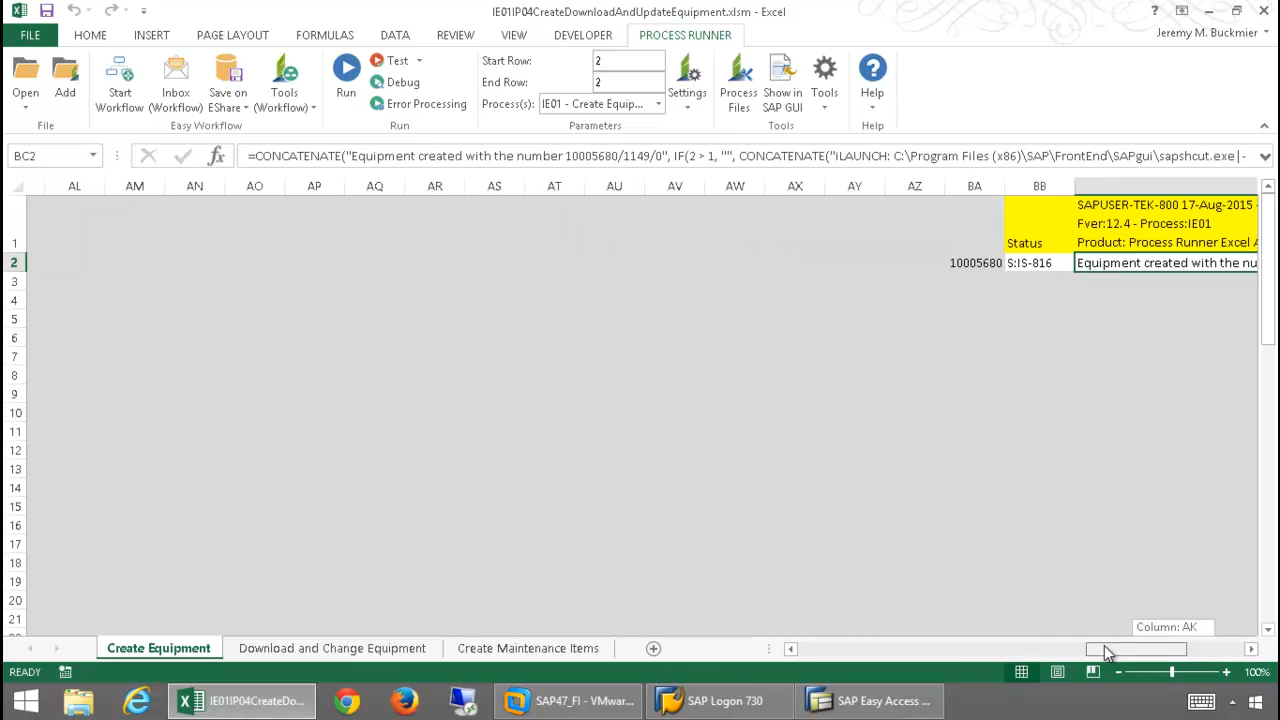 IE01IP04CreateDownloadAndUpdateEquipment.xlsm - Excel
FILE HOME INSERT PAGE LAYOUT FORMULAS DATA REVIEW VIEW DEVELOPER PROCESS RUNNER Jeremy M. Buckmier
Open Add
File
Start Workflow
Inbox (Workflow)
Save on EShare
Tools (Workflow)
Easy Workflow
Run
Test
Debug
Error Processing
Run
Start Row: 2
End Row: 2
Process(s): IE01 - Create Equip...
Parameters
Settings
Process Files
Show in SAP GUI
Tools
Tools
Help
Help
BC2 fx =CONCATENATE("Equipment created with the number 10005680/1149/0", IF(2 > 1, "", CONCATENATE("iLAUNCH: C:\Program Files (x86)\SAP\FrontEnd\SAPgui\sapshcut.exe|-
AL AM AN AO AP AQ AR AS AT AU AV AW AX AY AZ BA BB
SAPUSER-TEK-800 17-Aug-2015 -
Fver:12.4 - Process:IE01
1 Status Product: Process Runner Excel A
2 10005680 S:IS-816 Equipment created with the nu
3
4
5
6
7
8
9
10
11
12
13
14
15
16
17
18
19
20
21
Column: AK
Create Equipment Download and Change Equipment Create Maintenance Items
READY 100%
IE01IP04CreateDo... SAP47_FI - VMwar... SAP Logon 730 SAP Easy Access ...